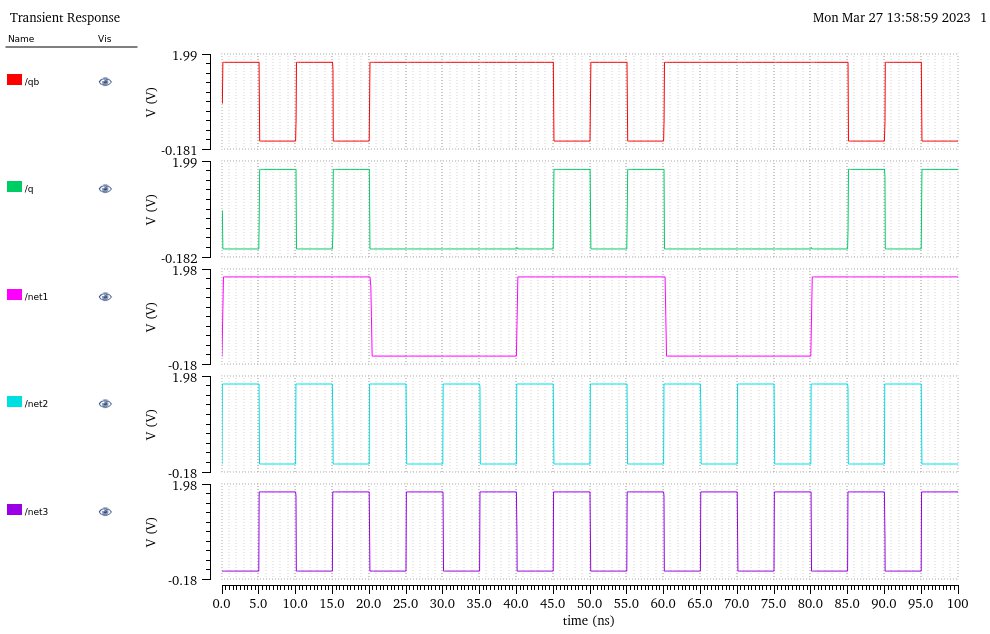 Transient Response
Mon Mar 27 13:58:59 2023 1
Name Vis
/qb
1.99
V (V)
-0.181
/q
1.99
V (V)
-0.182
/net1
1.98
V (V)
-0.18
/net2
1.98
V (V)
-0.18
/net3
1.98
V (V)
-0.18
0.0 5.0 10.0 15.0 20.0 25.0 30.0 35.0 40.0 45.0 50.0 55.0 60.0 65.0 70.0 75.0 80.0 85.0 90.0 95.0 100
time (ns)